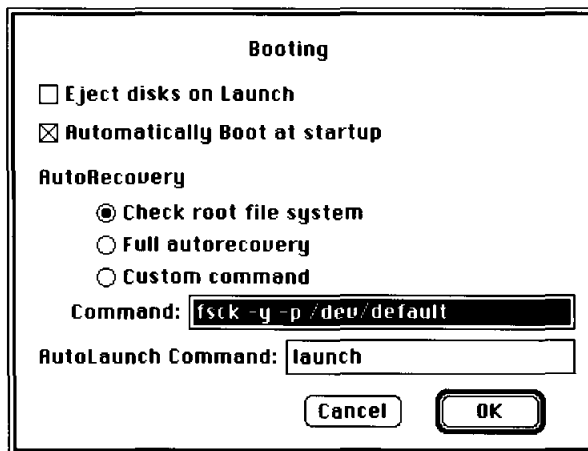 Booting
Eject disks on Launch
Automatically Boot at startup
AutoRecovery
Check root file system
Full autorecovery
Custom command
Command: fsck -y -p /dev/default
AutoLaunch Command: launch
Cancel OK